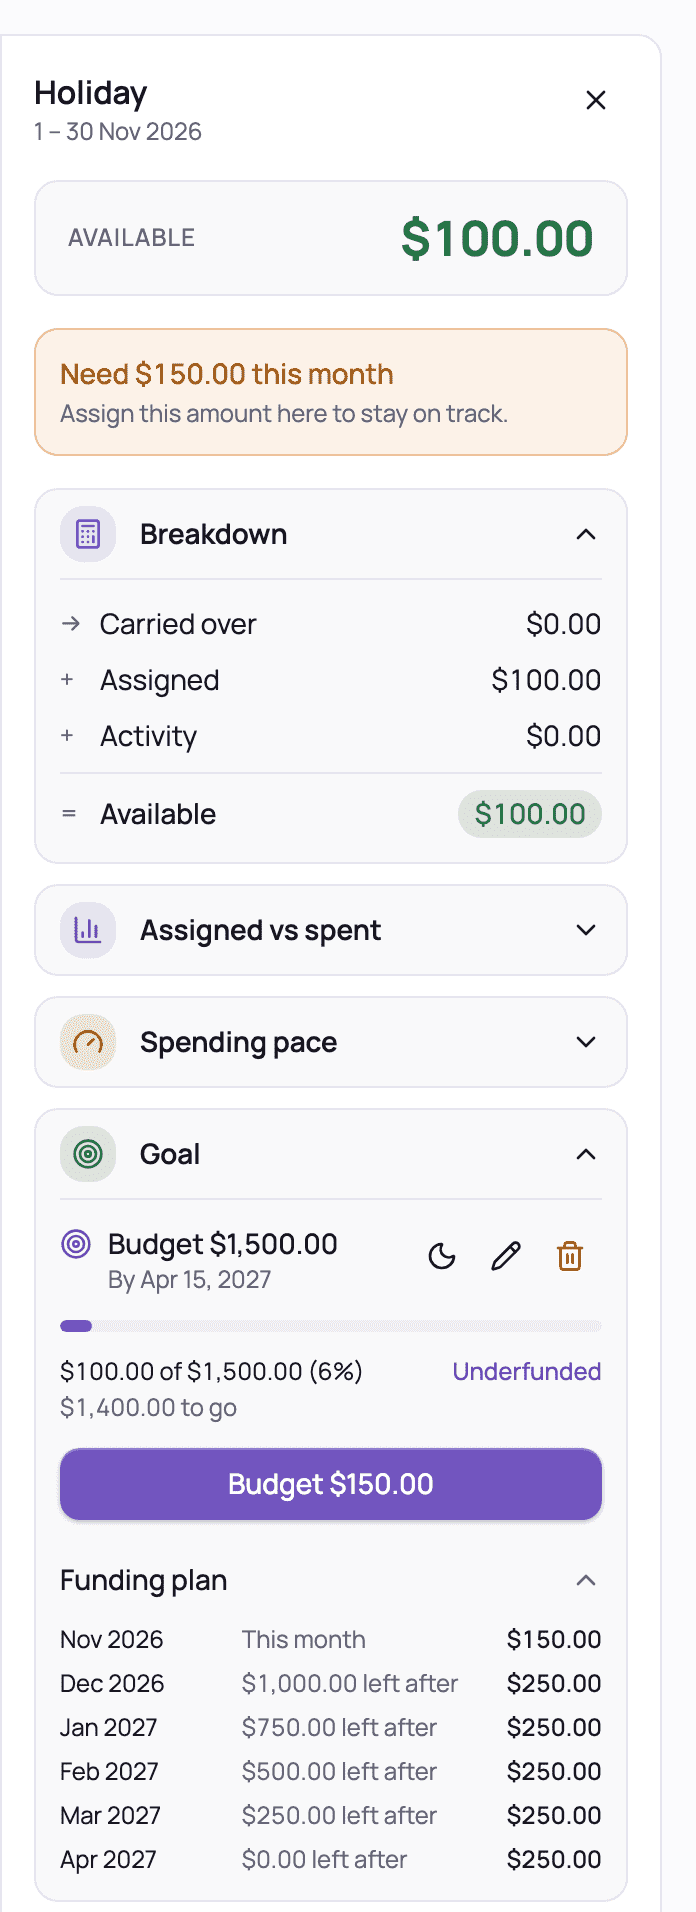 Holiday
1 – 30 Nov 2026
AVAILABLE $100.00
Need $150.00 this month
Assign this amount here to stay on track.
Breakdown
→ Carried over $0.00
+ Assigned $100.00
+ Activity $0.00
= Available $100.00
Assigned vs spent
Spending pace
Goal
Budget $1,500.00
By Apr 15, 2027
$100.00 of $1,500.00 (6%) Underfunded
$1,400.00 to go
Budget $150.00
Funding plan
Nov 2026 This month $150.00
Dec 2026 $1,000.00 left after $250.00
Jan 2027 $750.00 left after $250.00
Feb 2027 $500.00 left after $250.00
Mar 2027 $250.00 left after $250.00
Apr 2027 $0.00 left after $250.00